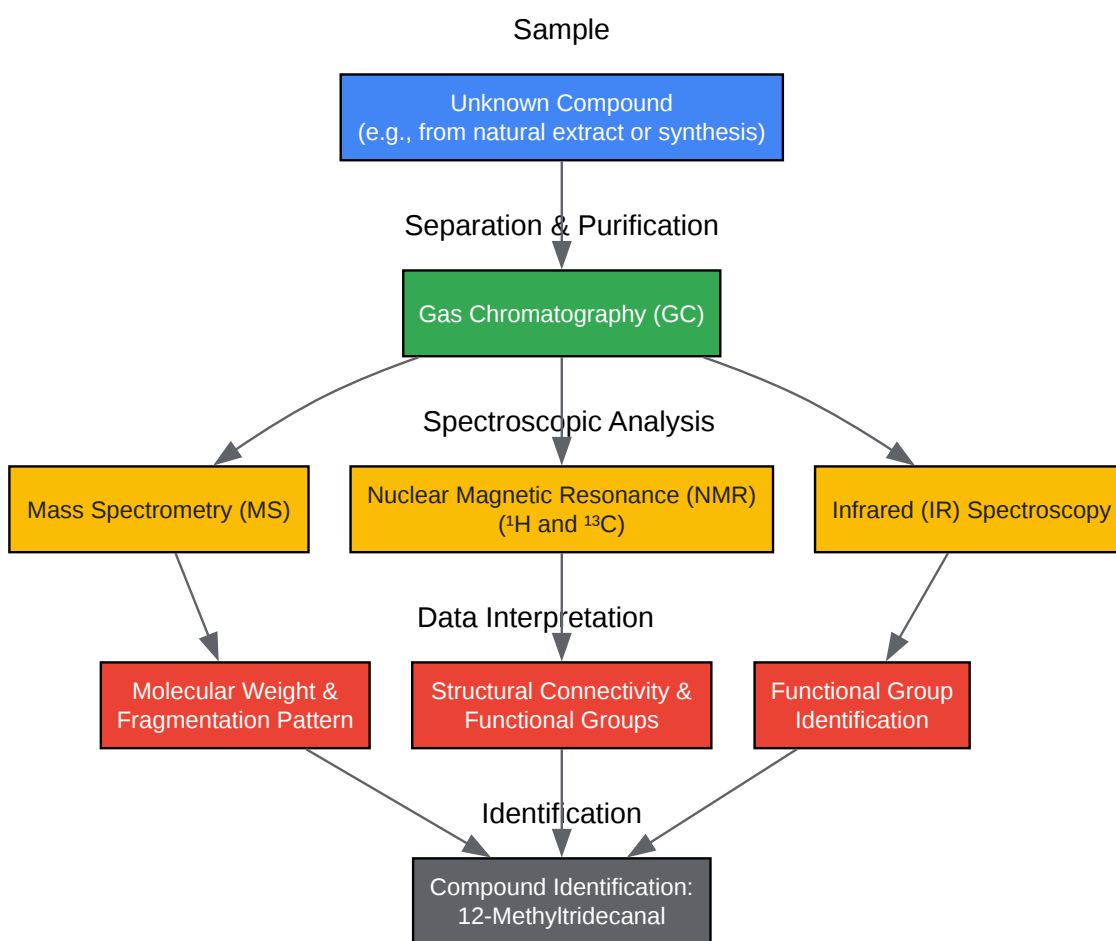 Sample
Unknown Compound
(e.g., from natural extract or synthesis)
Separation & Purification
Gas Chromatography (GC)
Spectroscopic Analysis
Mass Spectrometry (MS)
Nuclear Magnetic Resonance (NMR)
(¹H and ¹³C)
Infrared (IR) Spectroscopy
Data Interpretation
Molecular Weight &
Fragmentation Pattern
Structural Connectivity &
Functional Groups
Functional Group
Identification
Identification
Compound Identification:
12-Methyltridecanal